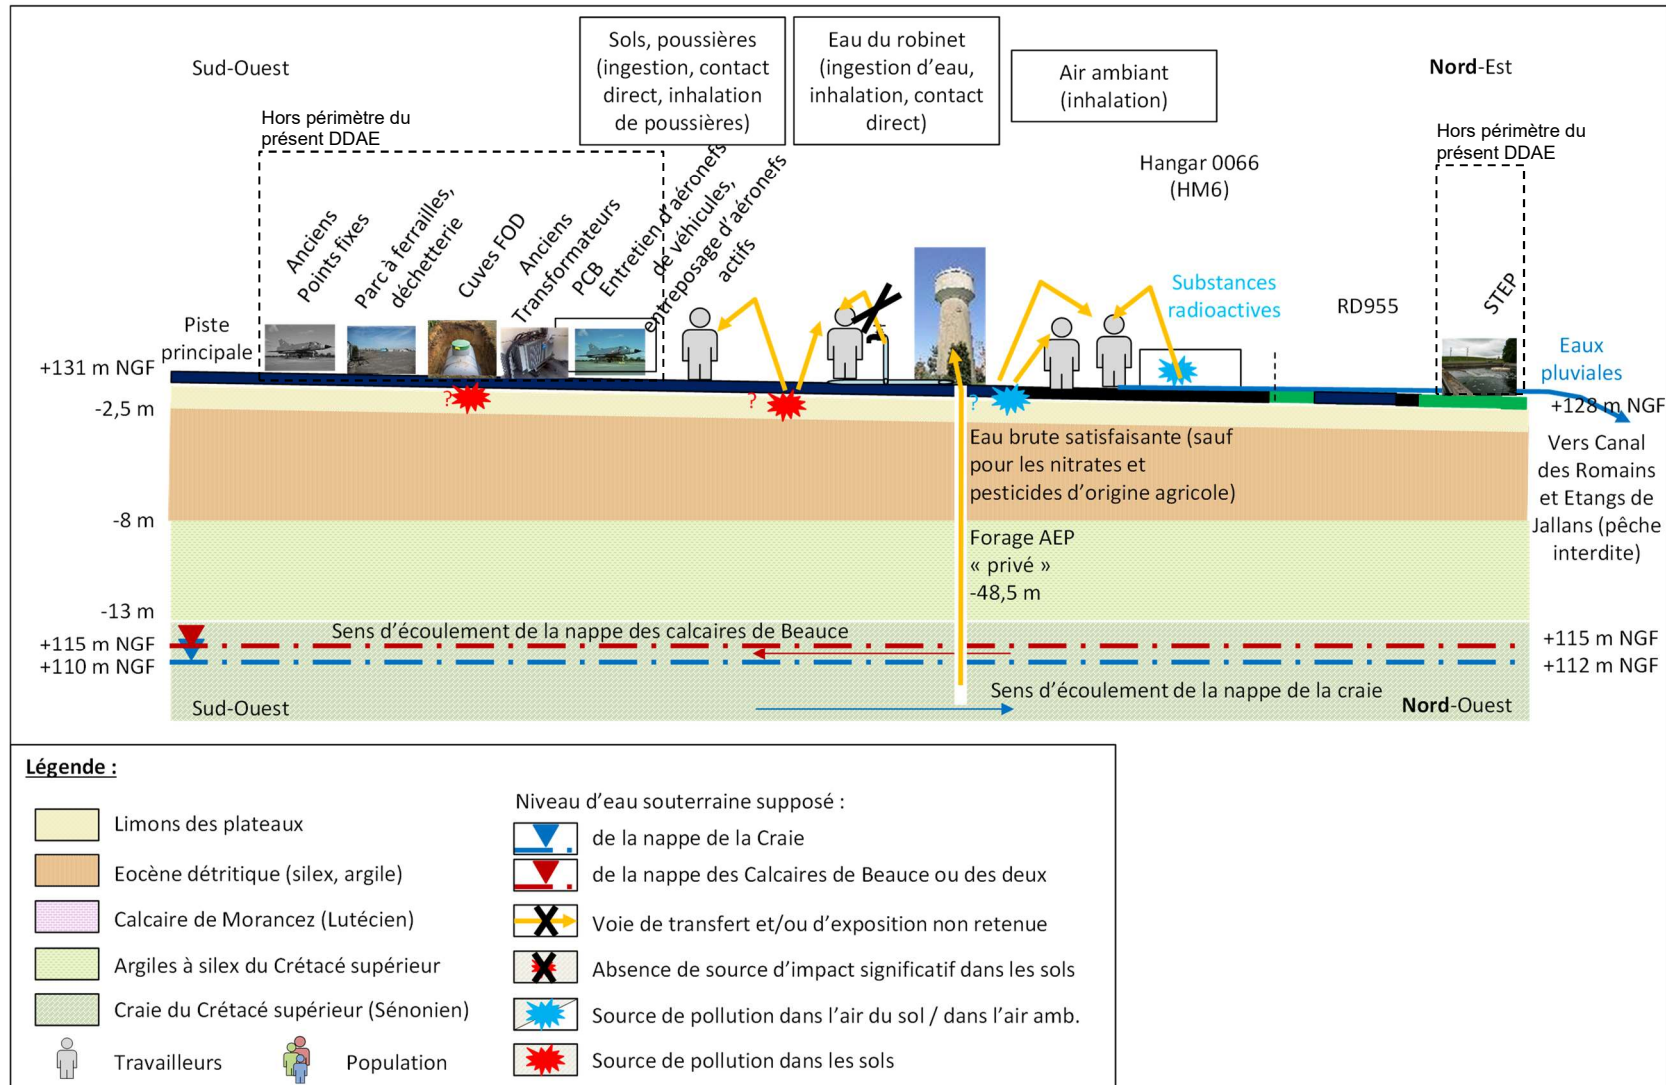 Sud-Ouest
Sols, poussières
(ingestion, contact
direct, inhalation
de poussières)
Eau du robinet
(ingestion d'eau,
inhalation, contact
direct)
Air ambiant
(inhalation)
Nord-Est
Hors périmètre du
présent DDAE
Hors périmètre du
présent DDAE
Hangar 0066
(HM6)
Anciens
Points fixes
Parc à ferrailles,
déchetterie
Cuves FOD
Anciens
Transformateurs
PCB
Entretien d'aéronefs
de véhicules,
entreposage d'aéronefs
actifs
Substances
radioactives
RD955
STEP
Piste
principale
Eaux
pluviales
+131 m NGF
-2,5 m
?
?
?
+128 m NGF
Eau brute satisfaisante (sauf
pour les nitrates et
pesticides d'origine agricole)
Vers Canal
des Romains
et Etangs de
Jallans (pêche
interdite)
-8 m
Forage AEP
« privé »
-48,5 m
-13 m
Sens d'écoulement de la nappe des calcaires de Beauce
+115 m NGF
+115 m NGF
+110 m NGF
+112 m NGF
Sens d'écoulement de la nappe de la craie
Sud-Ouest
Nord-Ouest
Légende :
Limons des plateaux
Eocène détritique (silex, argile)
Calcaire de Morancez (Lutécien)
Argiles à silex du Crétacé supérieur
Craie du Crétacé supérieur (Sénonien)
Travailleurs
Population
Niveau d'eau souterraine supposé :
de la nappe de la Craie
de la nappe des Calcaires de Beauce ou des deux
Voie de transfert et/ou d'exposition non retenue
Absence de source d'impact significatif dans les sols
Source de pollution dans l'air du sol / dans l'air amb.
Source de pollution dans les sols